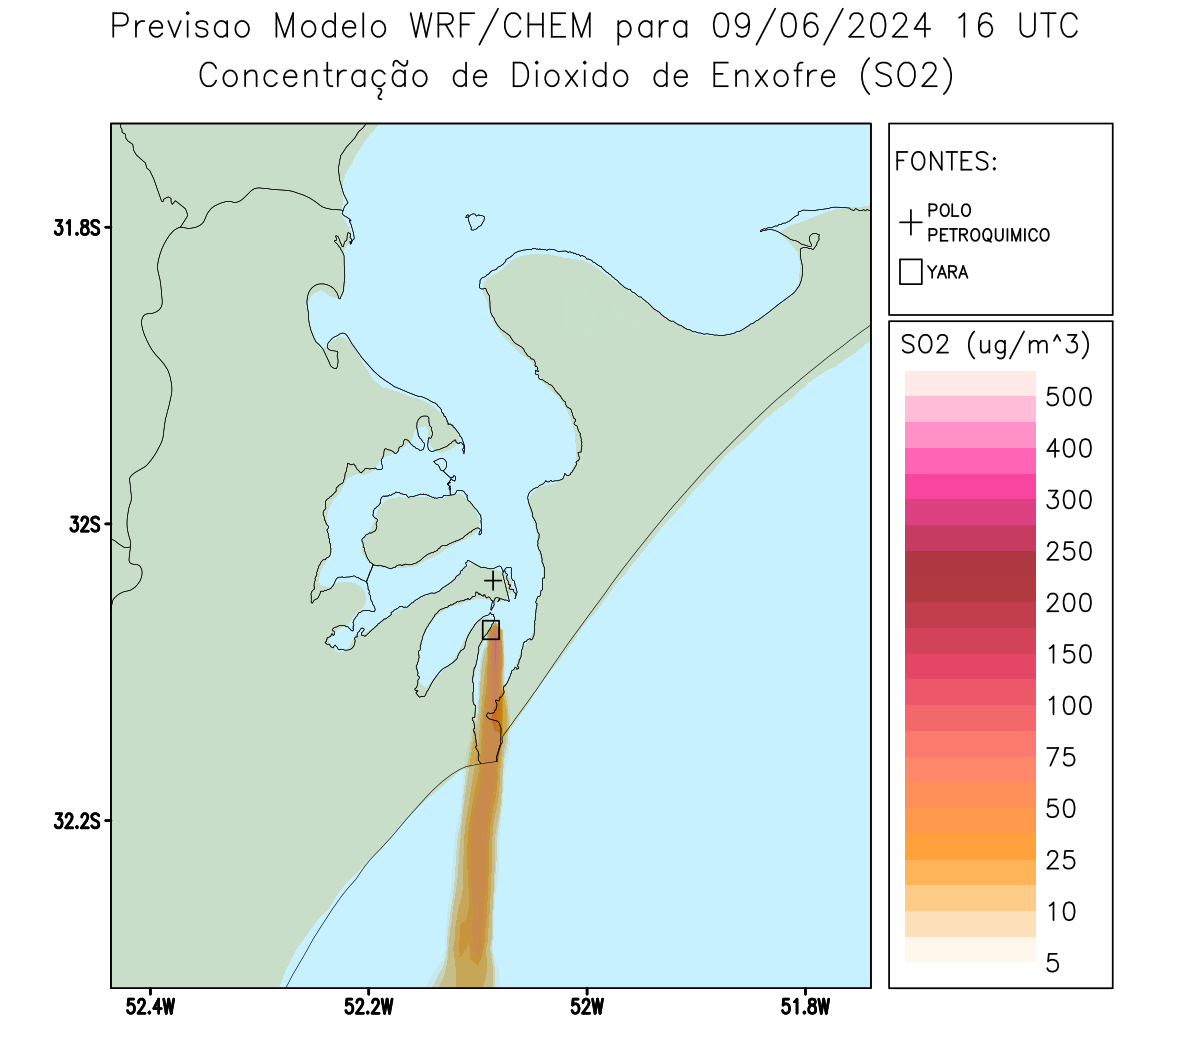 Previsao Modelo WRF/CHEM para 09/06/2024 16 UTC
Concentração de Dioxido de Enxofre (SO2)
FONTES:
POLO
PETROQUIMICO
YARA
SO2 (ug/m^3)
500
400
300
250
200
150
100
75
50
25
10
5
31.8S
32S
32.2S
52.4W
52.2W
52W
51.8W